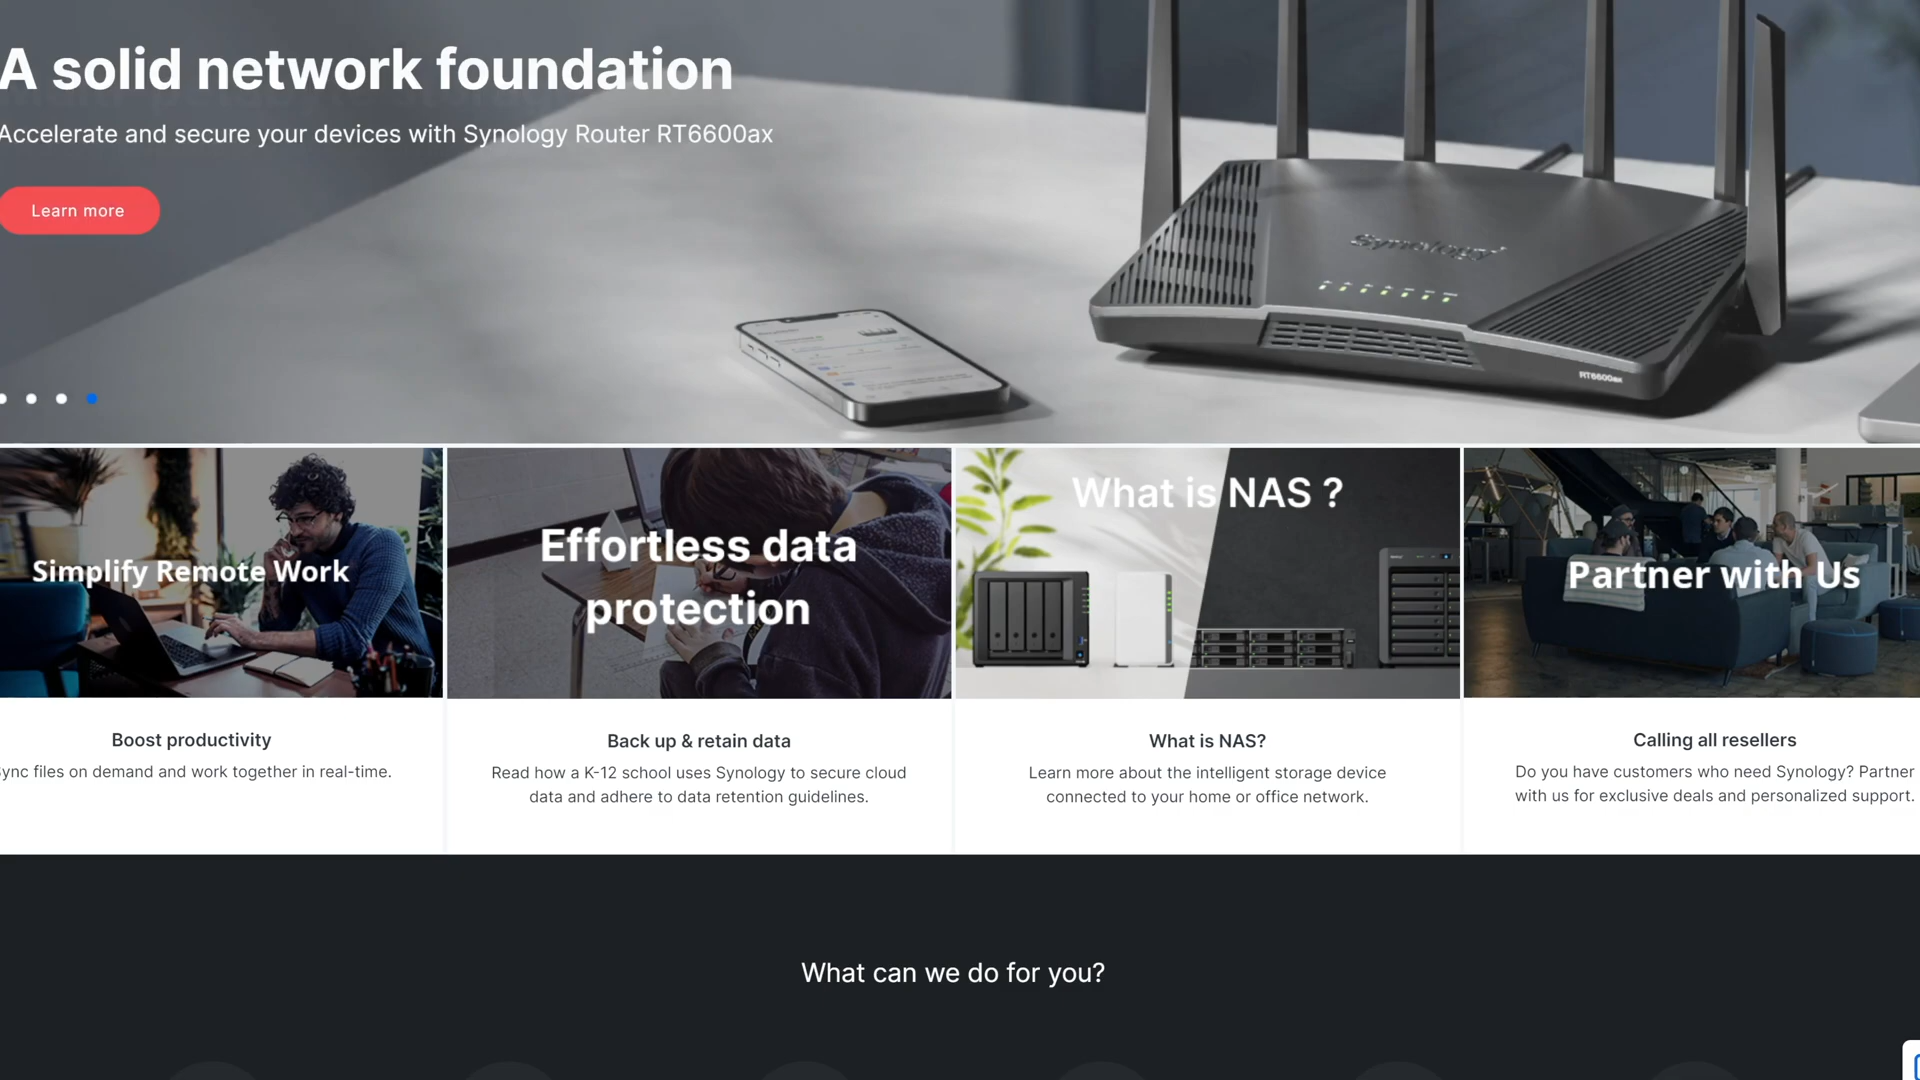 A solid network foundation
Accelerate and secure your devices with Synology Router RT6600ax
Learn more
Synology
RT6600ax
Simplify Remote Work
Effortless data
protection
What is NAS ?
Partner with Us
Boost productivity
ync files on demand and work together in real-time.
Back up & retain data
Read how a K-12 school uses Synology to secure cloud
data and adhere to data retention guidelines.
What is NAS?
Learn more about the intelligent storage device
connected to your home or office network.
Calling all resellers
Do you have customers who need Synology? Partner
with us for exclusive deals and personalized support.
What can we do for you?